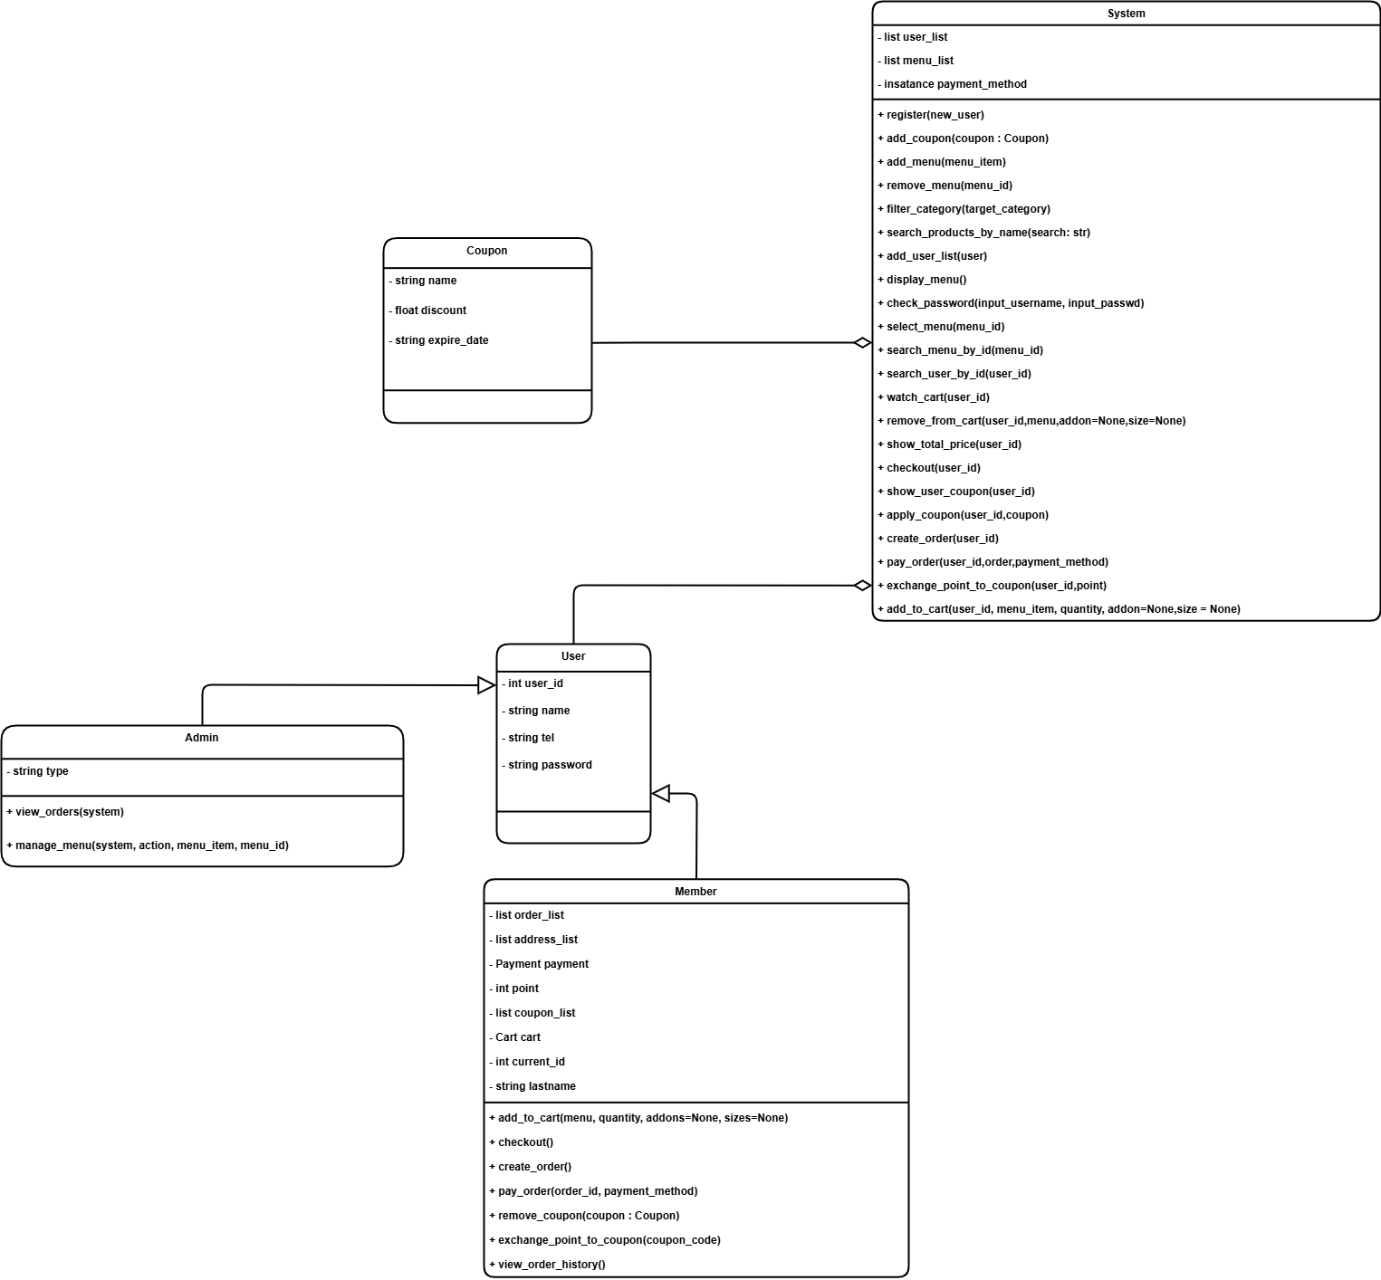 System
- list user_list
- list menu_list
- insatance payment_method
+ register(new_user)
+ add_coupon(coupon : Coupon)
+ add_menu(menu_item)
+ remove_menu(menu_id)
+ filter_category(target_category)
+ search_products_by_name(search: str)
+ add_user_list(user)
+ display_menu()
+ check_password(input_username, input_passwd)
+ select_menu(menu_id)
+ search_menu_by_id(menu_id)
+ search_user_by_id(user_id)
+ watch_cart(user_id)
+ remove_from_cart(user_id,menu,addon=None,size=None)
+ show_total_price(user_id)
+ checkout(user_id)
+ show_user_coupon(user_id)
+ apply_coupon(user_id,coupon)
+ create_order(user_id)
+ pay_order(user_id,order,payment_method)
+ exchange_point_to_coupon(user_id,point)
+ add_to_cart(user_id, menu_item, quantity, addon=None,size = None)
Coupon
- string name
- float discount
- string expire_date
User
- int user_id
- string name
- string tel
- string password
Admin
- string type
+ view_orders(system)
+ manage_menu(system, action, menu_item, menu_id)
Member
- list order_list
- list address_list
- Payment payment
- int point
- list coupon_list
- Cart cart
- int current_id
- string lastname
+ add_to_cart(menu, quantity, addons=None, sizes=None)
+ checkout()
+ create_order()
+ pay_order(order_id, payment_method)
+ remove_coupon(coupon : Coupon)
+ exchange_point_to_coupon(coupon_code)
+ view_order_history()